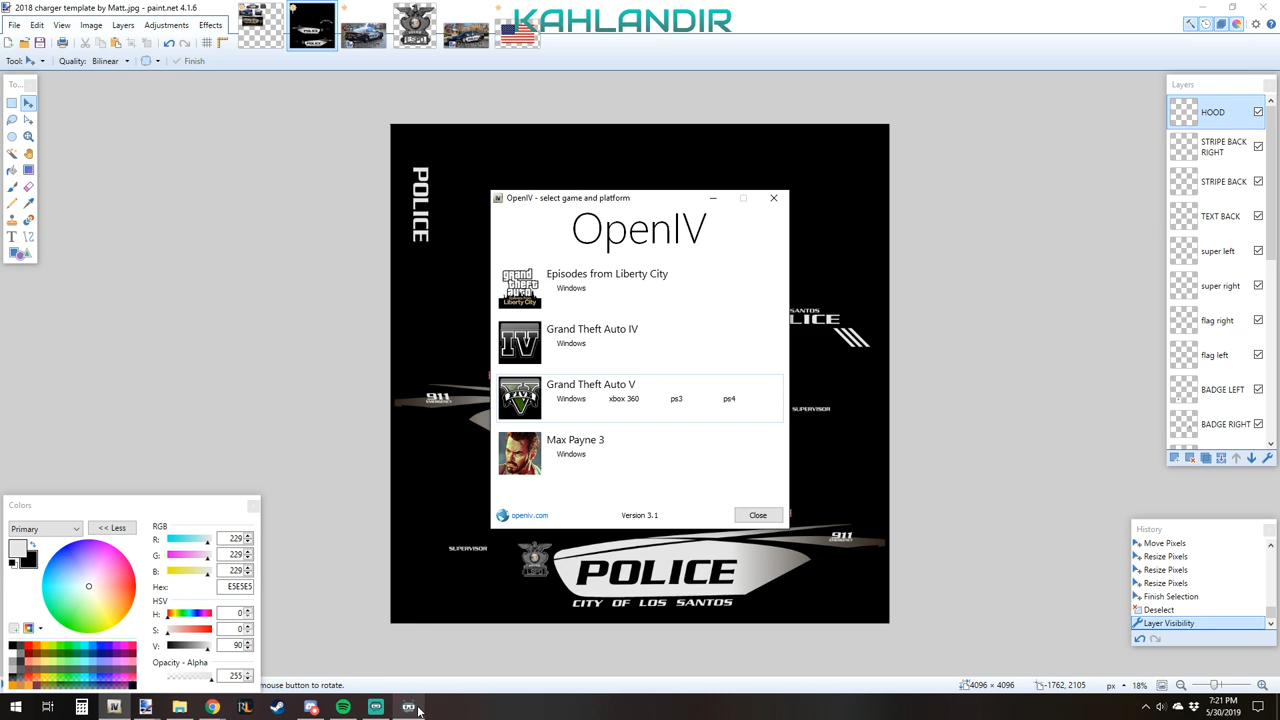 2018 charger template by Matt.jpg - paint.net 4.1.6
KAHLANDIR
File Edit View Image Layers Adjustments Effects
Tool: Quality: Bilinear Finish
To...
Layers
HOOD
STRIPE BACK RIGHT
STRIPE BACK
TEXT BACK
super left
super right
flag right
flag left
BADGE LEFT
BADGE RIGHT
POLICE
OpenIV - select game and platform
OpenIV
Episodes from Liberty City
Windows
Grand Theft Auto IV
Windows
Grand Theft Auto V
Windows xbox 360 ps3 ps4
Max Payne 3
Windows
openiv.com Version 3.1 Close
SANTOS
LICE
911
EMERGENCY
SUPERVISOR
SUPERVISOR
911
EMERGENCY
LSPD
POLICE
CITY OF LOS SANTOS
Colors
Primary << Less
RGB
R: 229
G: 229
B: 229
Hex: E5E5E5
HSV
H: 0
S: 0
V: 90
Opacity - Alpha
255
History
Move Pixels
Resize Pixels
Resize Pixels
Resize Pixels
Finish Selection
Deselect
Layer Visibility
mouse button to rotate.
4096 × 4096 -1762, 2105 px 18%
7:21 PM
5/30/2019